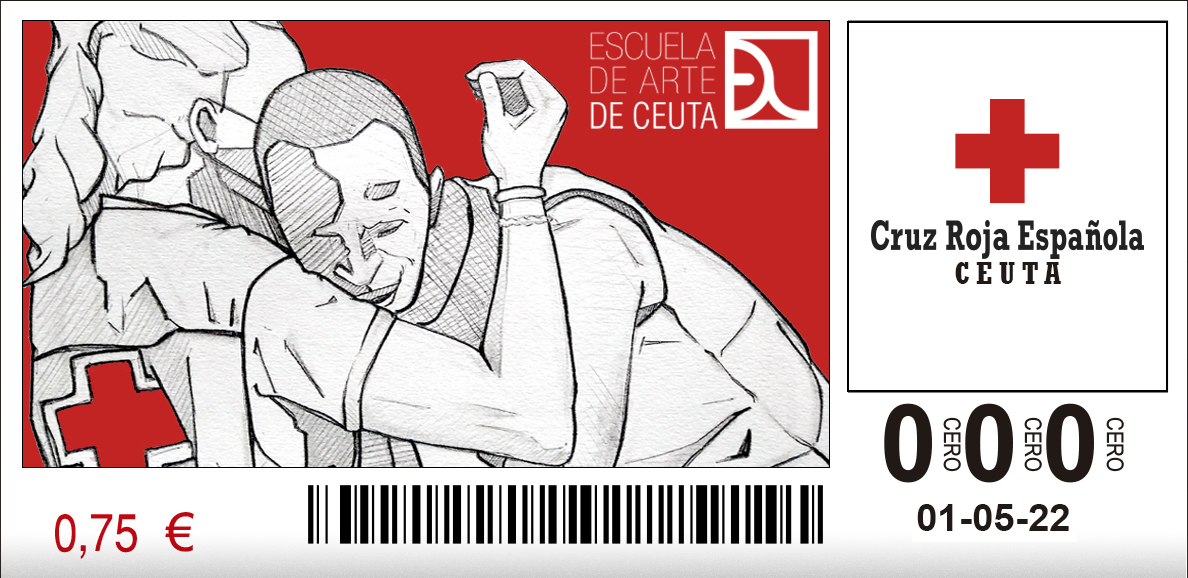 ESCUELA
DE ARTE
DE CEUTA
Cruz Roja Española
CEUTA
0 CERO 0 CERO 0 CERO
01-05-22
0,75 €